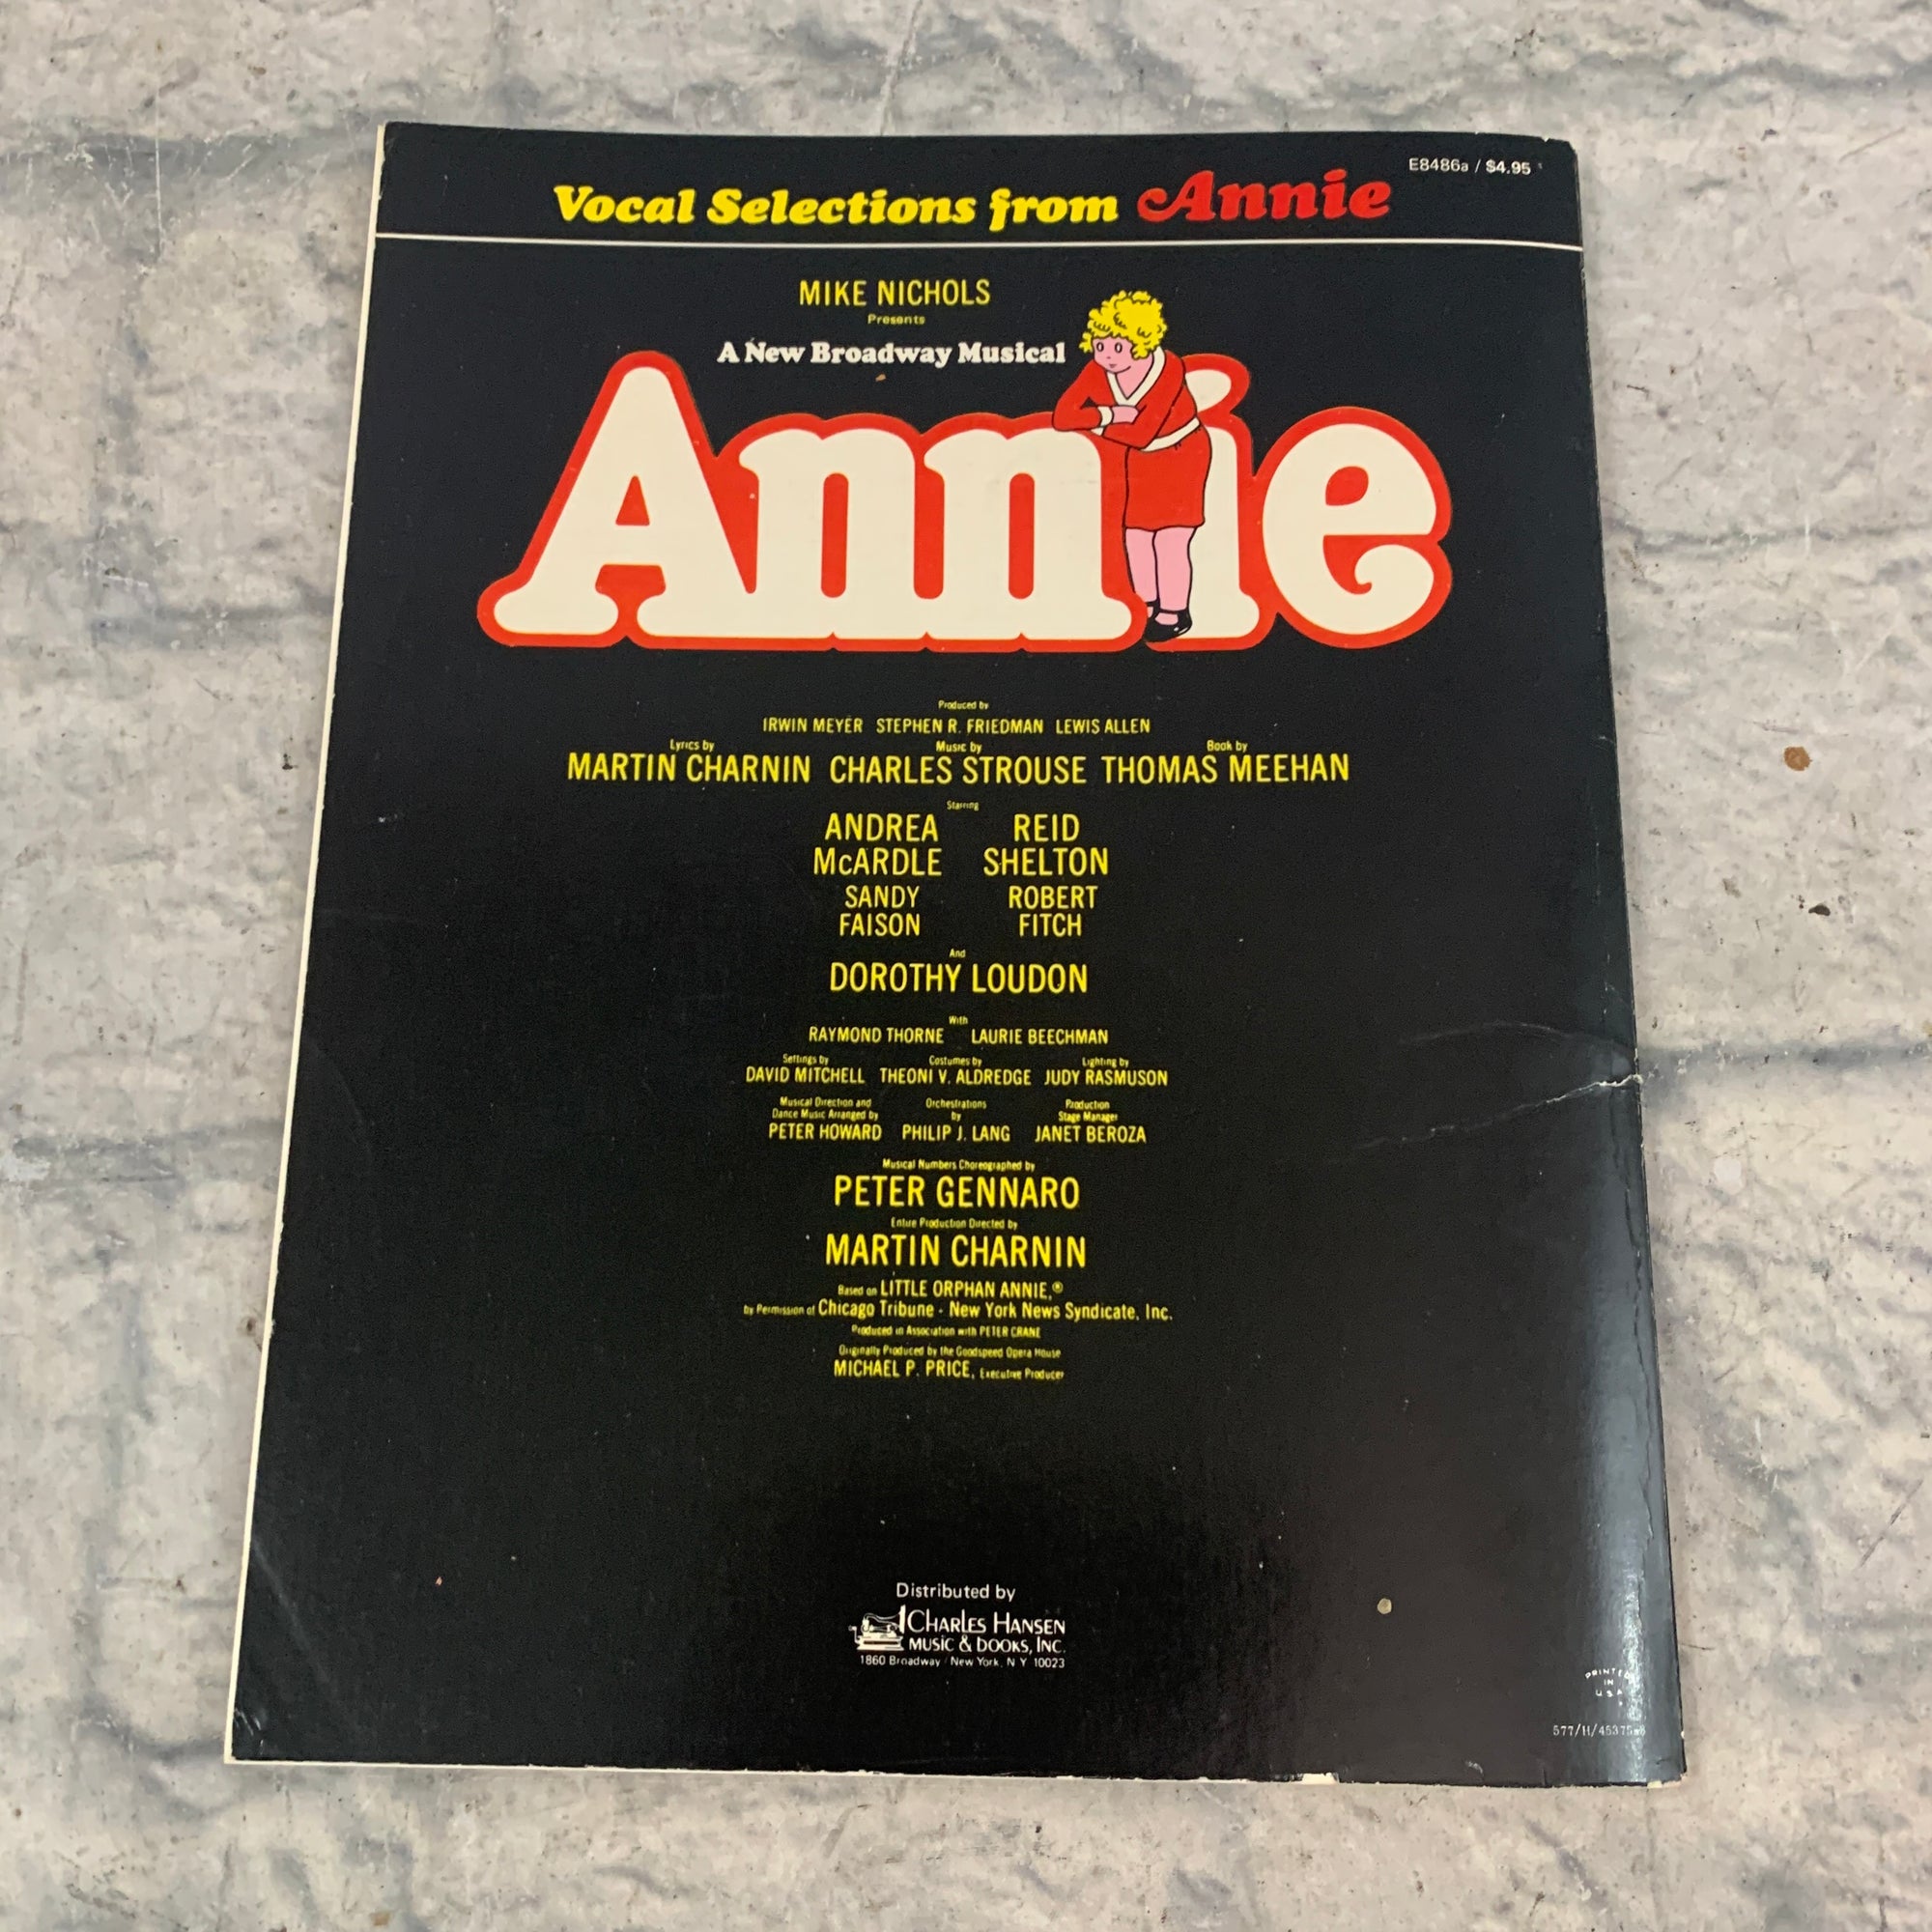 E8486a / $4.95
Vocal Selections from Annie
MIKE NICHOLS
Presents
A New Broadway Musical
Annie
Produced by
IRWIN MEYER STEPHEN R. FRIEDMAN LEWIS ALLEN
Lyrics by Music by Book by
MARTIN CHARNIN CHARLES STROUSE THOMAS MEEHAN
Starring
ANDREA REID
McARDLE SHELTON
SANDY ROBERT
FAISON FITCH
And
DOROTHY LOUDON
With
RAYMOND THORNE LAURIE BEECHMAN
Settings by Costumes by Lighting by
DAVID MITCHELL THEONI V. ALDREDGE JUDY RASMUSON
Musical Direction and Orchestrations Production
Dance Music Arranged by by Stage Manager
PETER HOWARD PHILIP J. LANG JANET BEROZA
Musical Numbers Choreographed by
PETER GENNARO
Entire Production Directed by
MARTIN CHARNIN
Based on LITTLE ORPHAN ANNIE,®
by Permission of Chicago Tribune - New York News Syndicate, Inc.
Produced in Association with PETER CRANE
Originally Produced by the Goodspeed Opera House
MICHAEL P. PRICE, Executive Producer
Distributed by
CHARLES HANSEN
MUSIC & BOOKS, INC.
1860 Broadway New York, N Y 10023
PRINTED
IN
USA